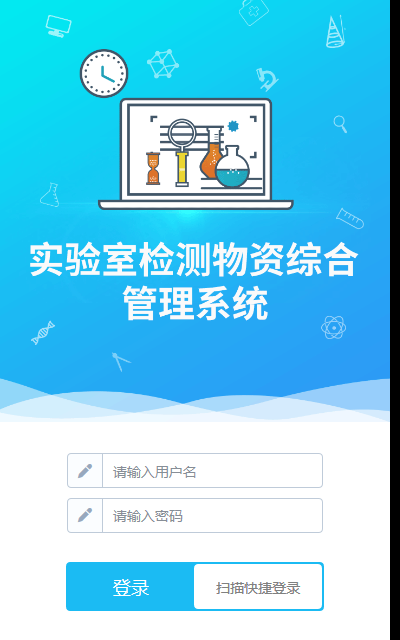 实验室检测物资综合
管理系统
请输入用户名
请输入密码
登录
扫描快捷登录